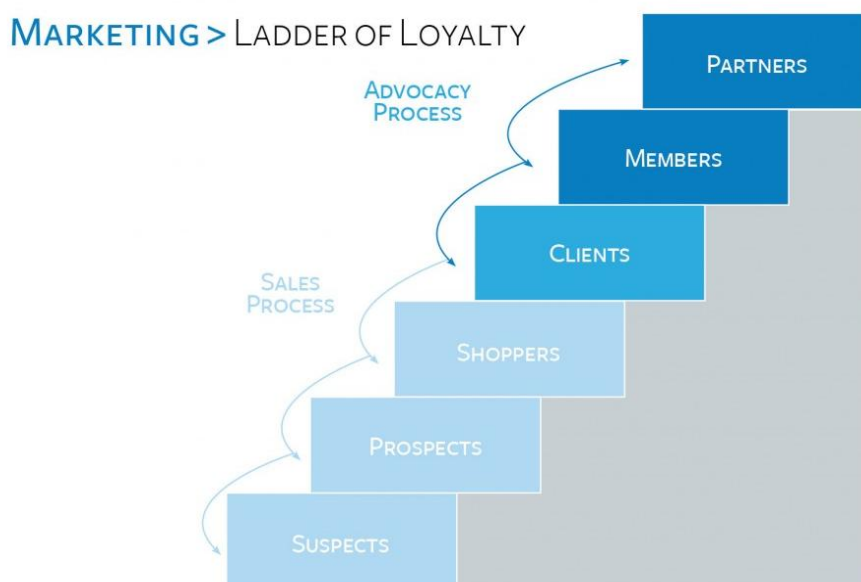 MARKETING > LADDER OF LOYALTY
PARTNERS
ADVOCACY
PROCESS
MEMBERS
CLIENTS
SALES
PROCESS
SHOPPERS
PROSPECTS
SUSPECTS